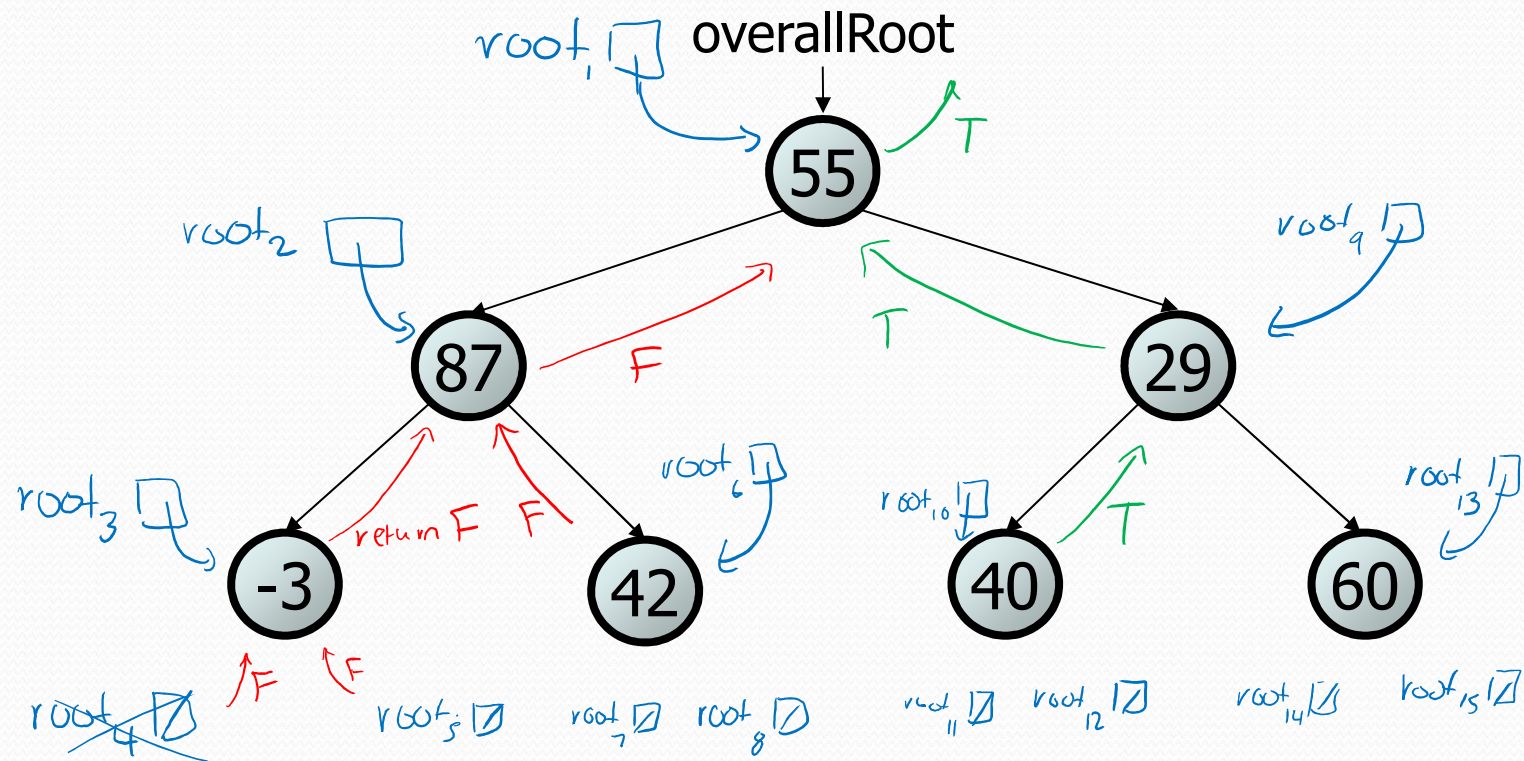 root₁ overallRoot
T
55
root₂
root₉
T
F
87
29
root₆
root₃
root₁₀
root₁₃
return F
F
T
-3
42
40
60
F
F
root₄
root₅
root₇
root₈
root₁₁
root₁₂
root₁₄
root₁₅